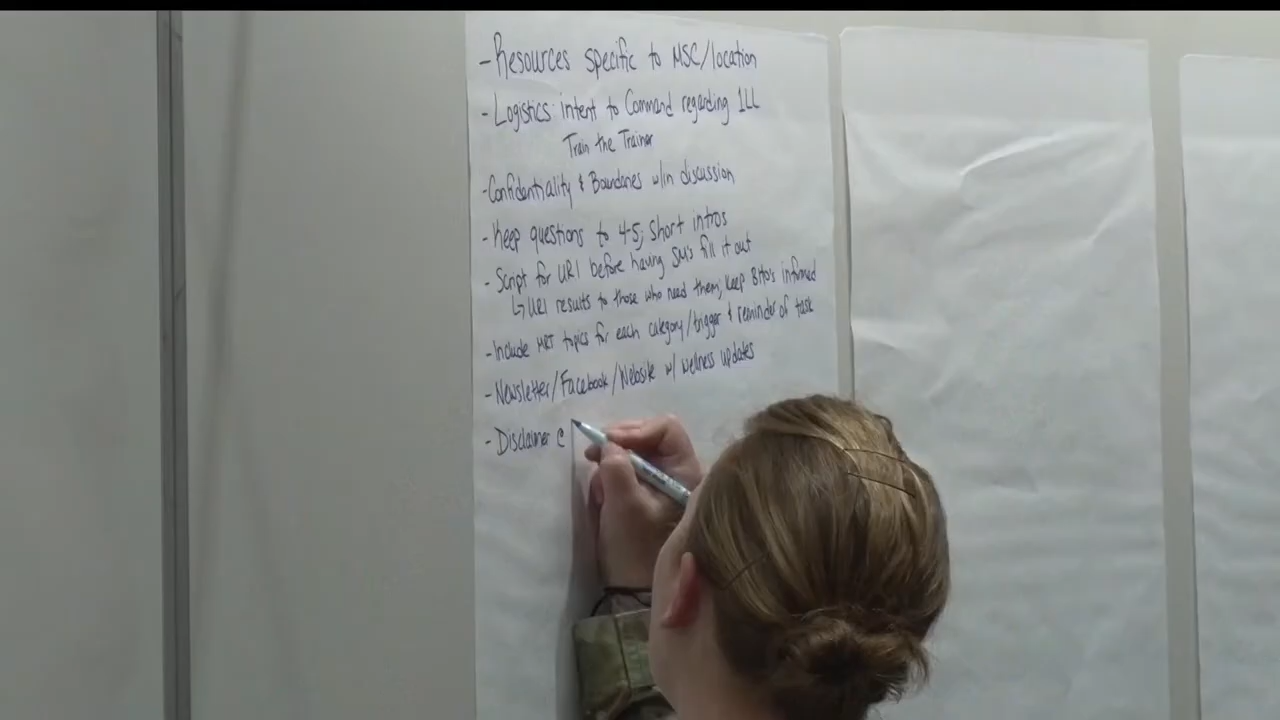 - Resources specific to MSC/location
- Logistics intent to Command regarding 1LL
Train the Trainer
- Confidentiality & Boundaries w/in discussion
- Keep questions to 4-5; short intros
- Script for URI before having SM's fill it out
↳ URI results to those who need them; keep informed
- Include MRT topics for each category/trigger & reminder of task
- Newsletter/Facebook/Website w/ wellness updates
- Disclaimer @